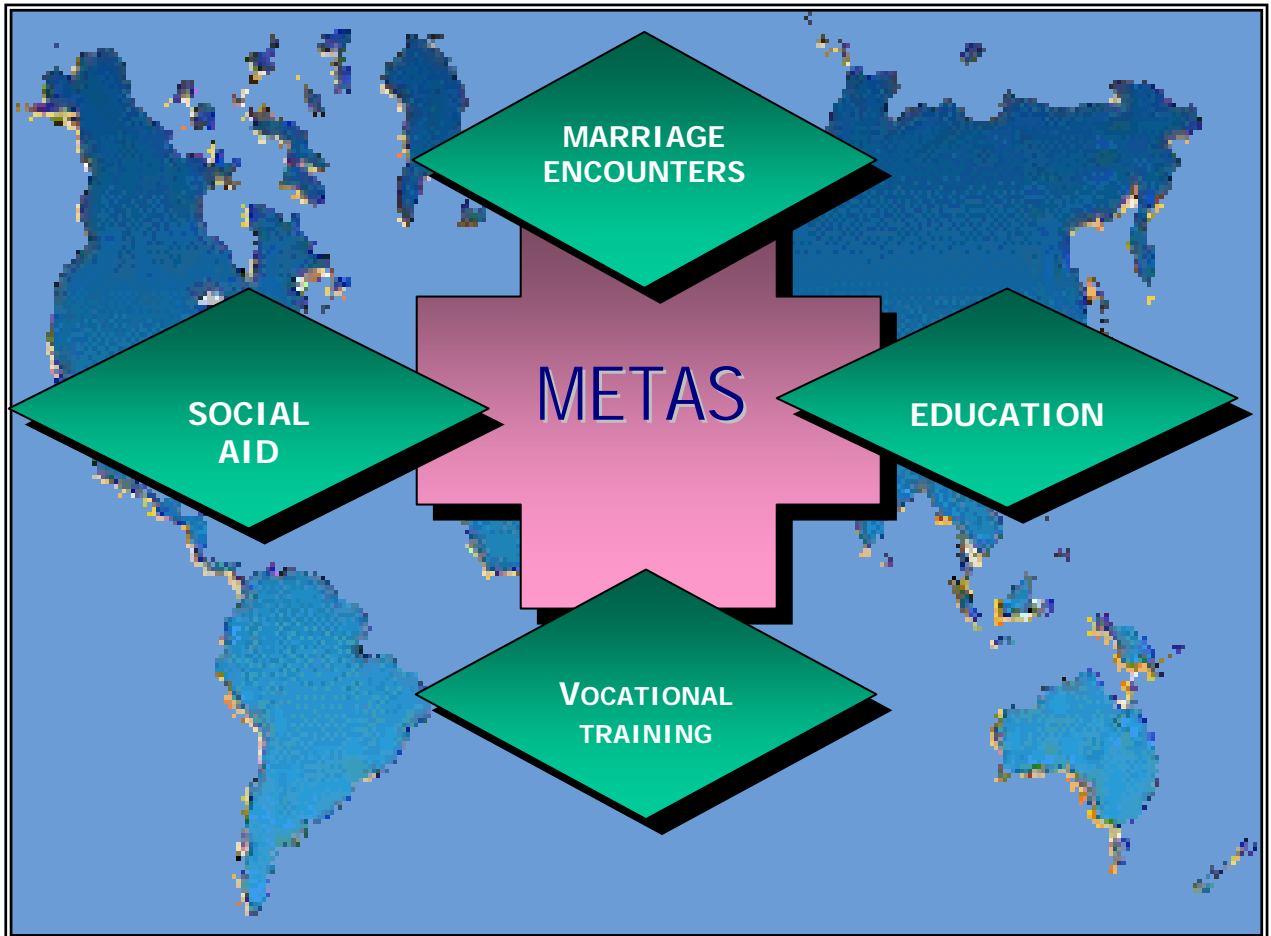 MARRIAGE
ENCOUNTERS
METAS
SOCIAL
AID
EDUCATION
VOCATIONAL
TRAINING